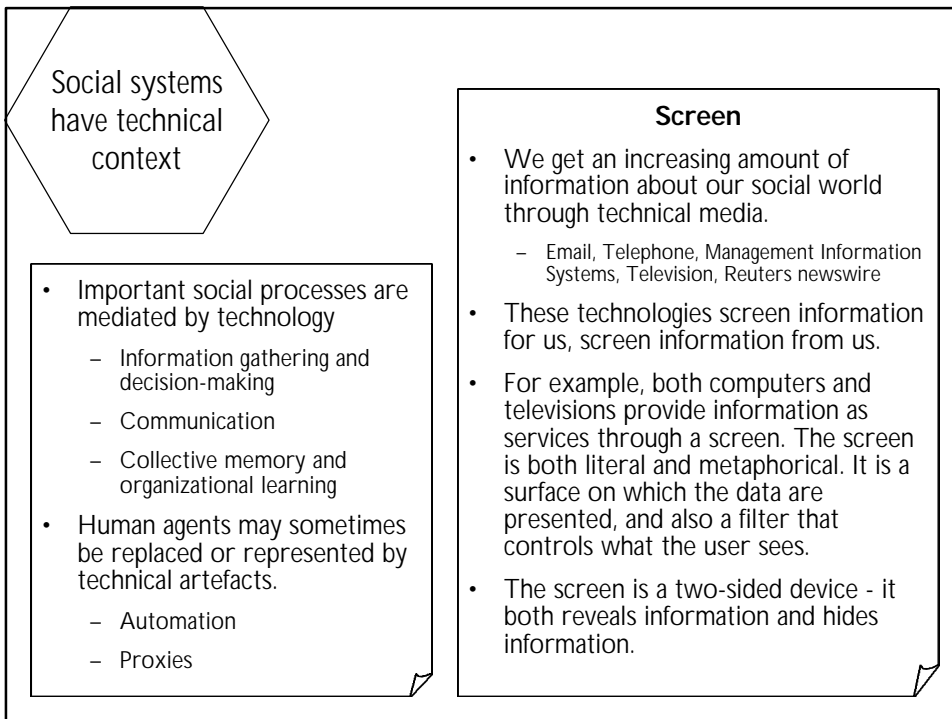 Social systems
have technical
context
• Important social processes are
mediated by technology
– Information gathering and
decision-making
– Communication
– Collective memory and
organizational learning
• Human agents may sometimes
be replaced or represented by
technical artefacts.
– Automation
– Proxies
Screen
• We get an increasing amount of
information about our social world
through technical media.
– Email, Telephone, Management Information
Systems, Television, Reuters newswire
• These technologies screen information
for us, screen information from us.
• For example, both computers and
televisions provide information as
services through a screen. The screen
is both literal and metaphorical. It is a
surface on which the data are
presented, and also a filter that
controls what the user sees.
• The screen is a two-sided device - it
both reveals information and hides
information.